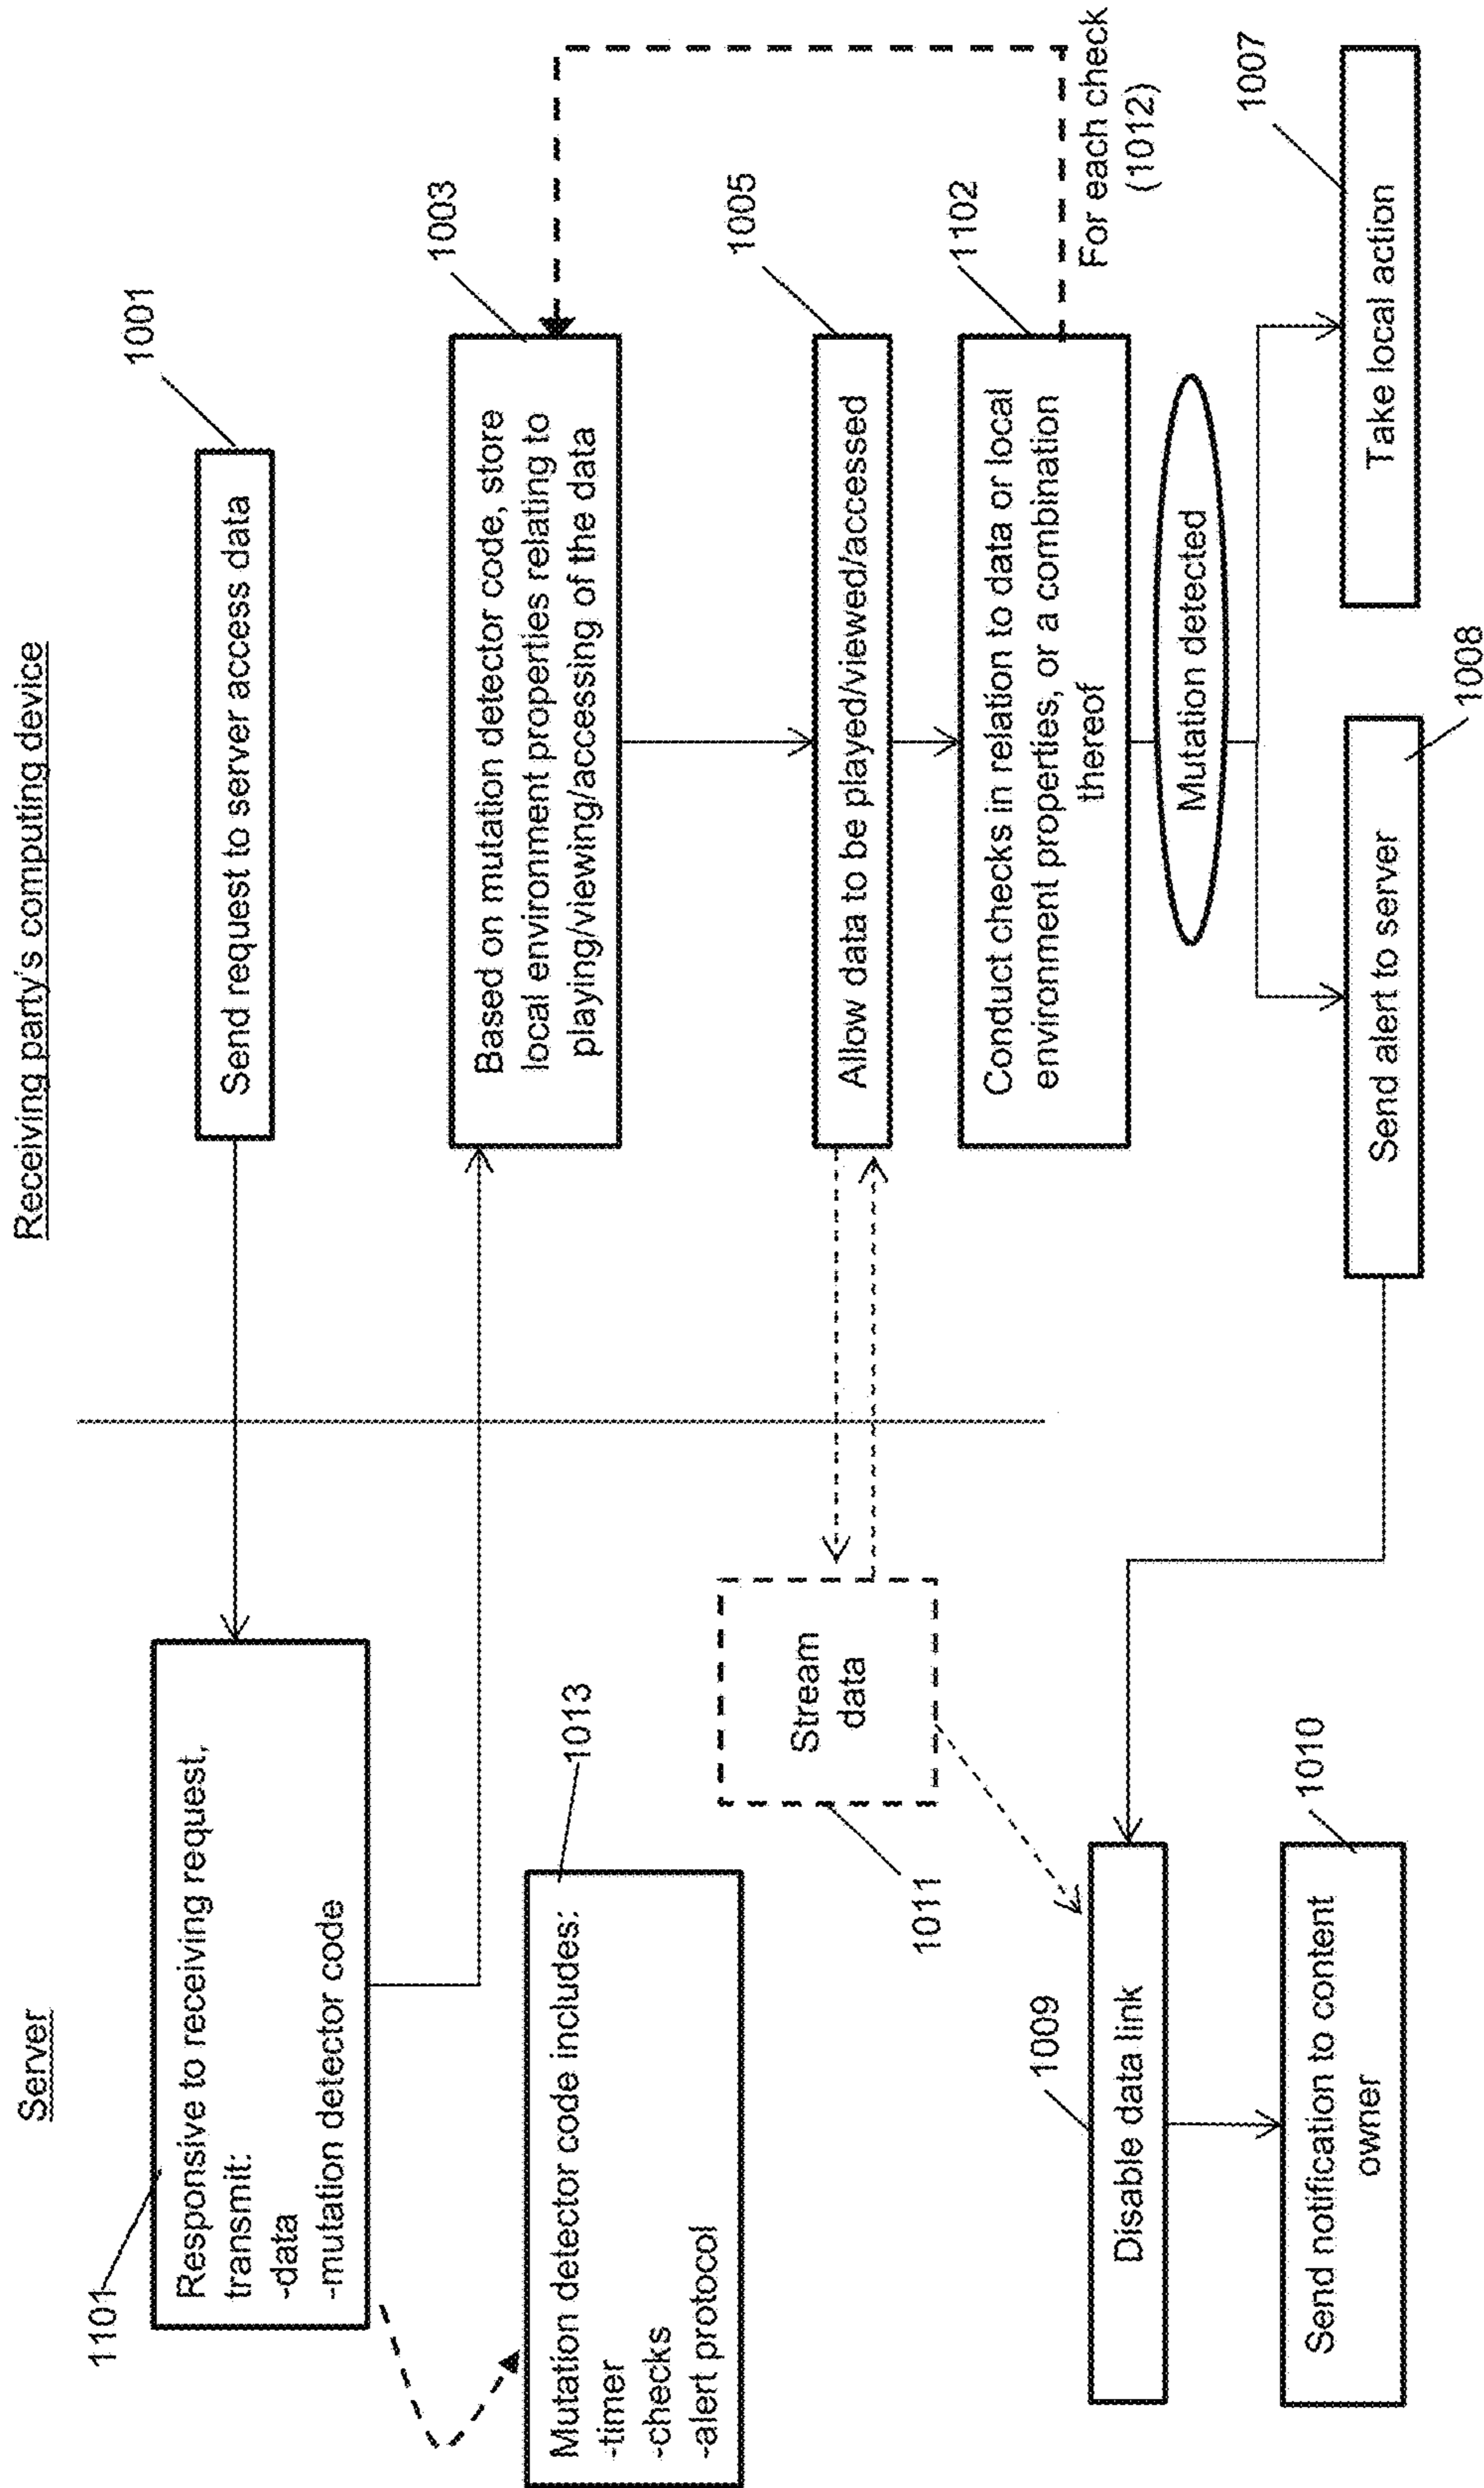 Server
Receiving party's computing device
1001
Send request to server access data
1101
Responsive to receiving request,
transmit:
-data
-mutation detector code
1003
Based on mutation detector code, store
local environment properties relating to
playing/viewing/accessing of the data
1013
Mutation detector code includes:
-timer
-checks
-alert protocol
1005
Allow data to be played/viewed/accessed
Stream
data
1011
1102
Conduct checks in relation to data or local
environment properties, or a combination
thereof
For each check
(1012)
Mutation detected
1009
Disable data link
1007
Take local action
Send alert to server
1008
1010
Send notification to content
owner